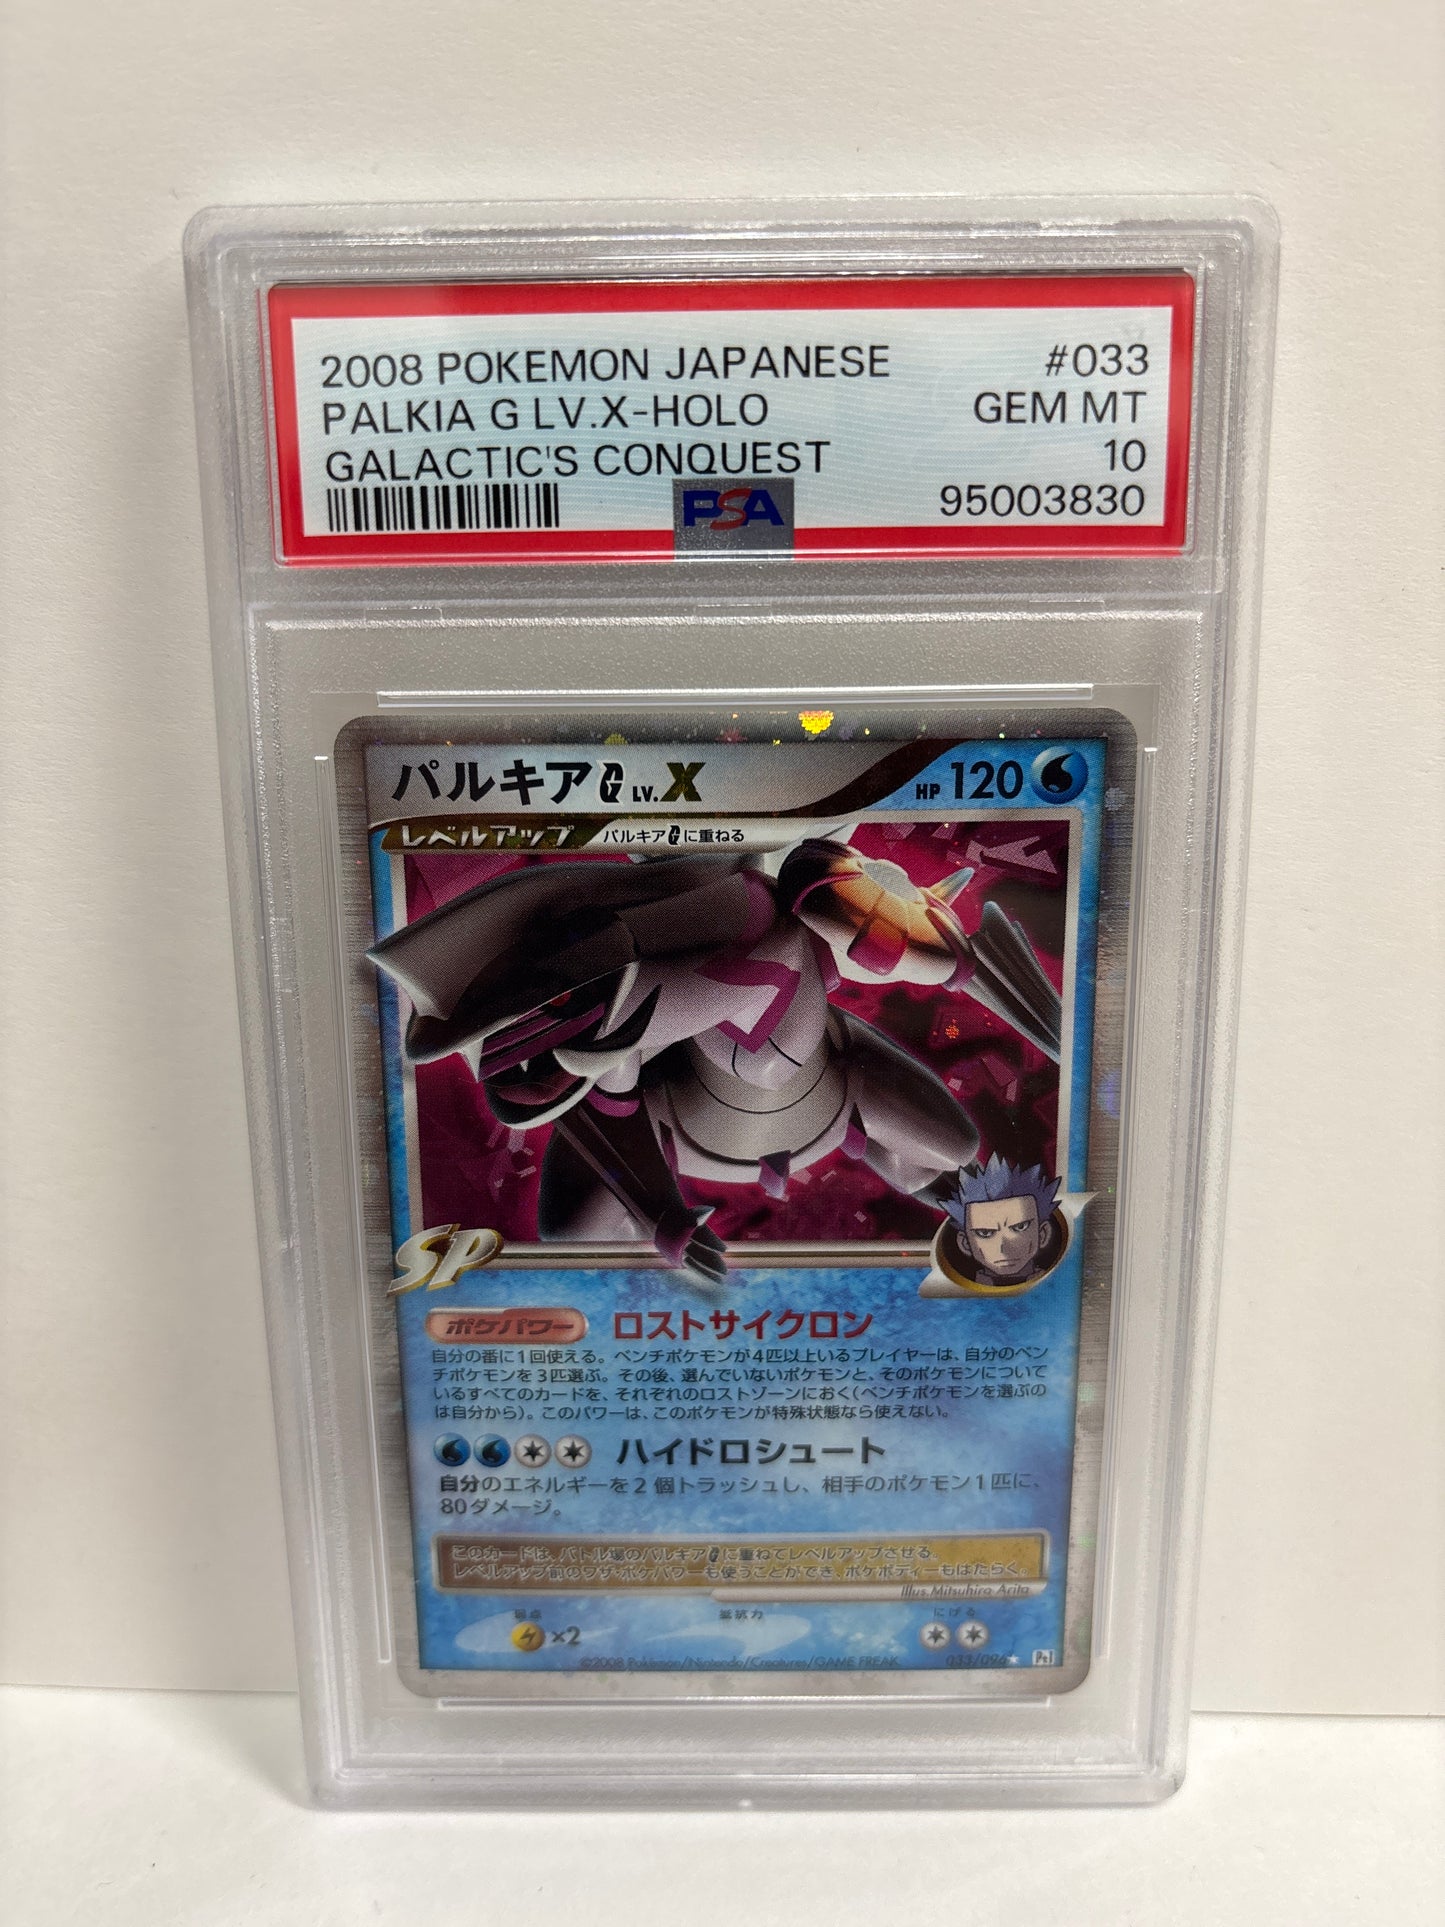 2008 POKEMON JAPANESE #033
PALKIA G LV.X-HOLO GEM MT
GALACTIC'S CONQUEST 10
PSA 95003830
パルキアG LV.X HP 120
レベルアップ パルキアGに重ねる
SP
ポケパワー ロストサイクロン
自分の番に1回使える。ベンチポケモンが4匹以上いるプレイヤーは、自分のベン
チポケモンを3匹選ぶ。その後、選んでいないポケモンと、そのポケモンについて
いるすべてのカードを、それぞれのロストゾーンにおく(ベンチポケモンを選ぶの
は自分から)。このパワーは、このポケモンが特殊状態なら使えない。
ハイドロシュート
自分のエネルギーを2個トラッシュし、相手のポケモン1匹に、
80ダメージ。
このカードは、バトル場のパルキアGに重ねてレベルアップさせる。
レベルアップ前のワザ・ポケパワーも使うことができ、ポケボディーもはたらく。
Illus.Mitsuhiro Arita
弱点 抵抗力 にげる
×2
©2008 Pokémon/Nintendo/Creatures/GAME FREAK 033/096 Pt1